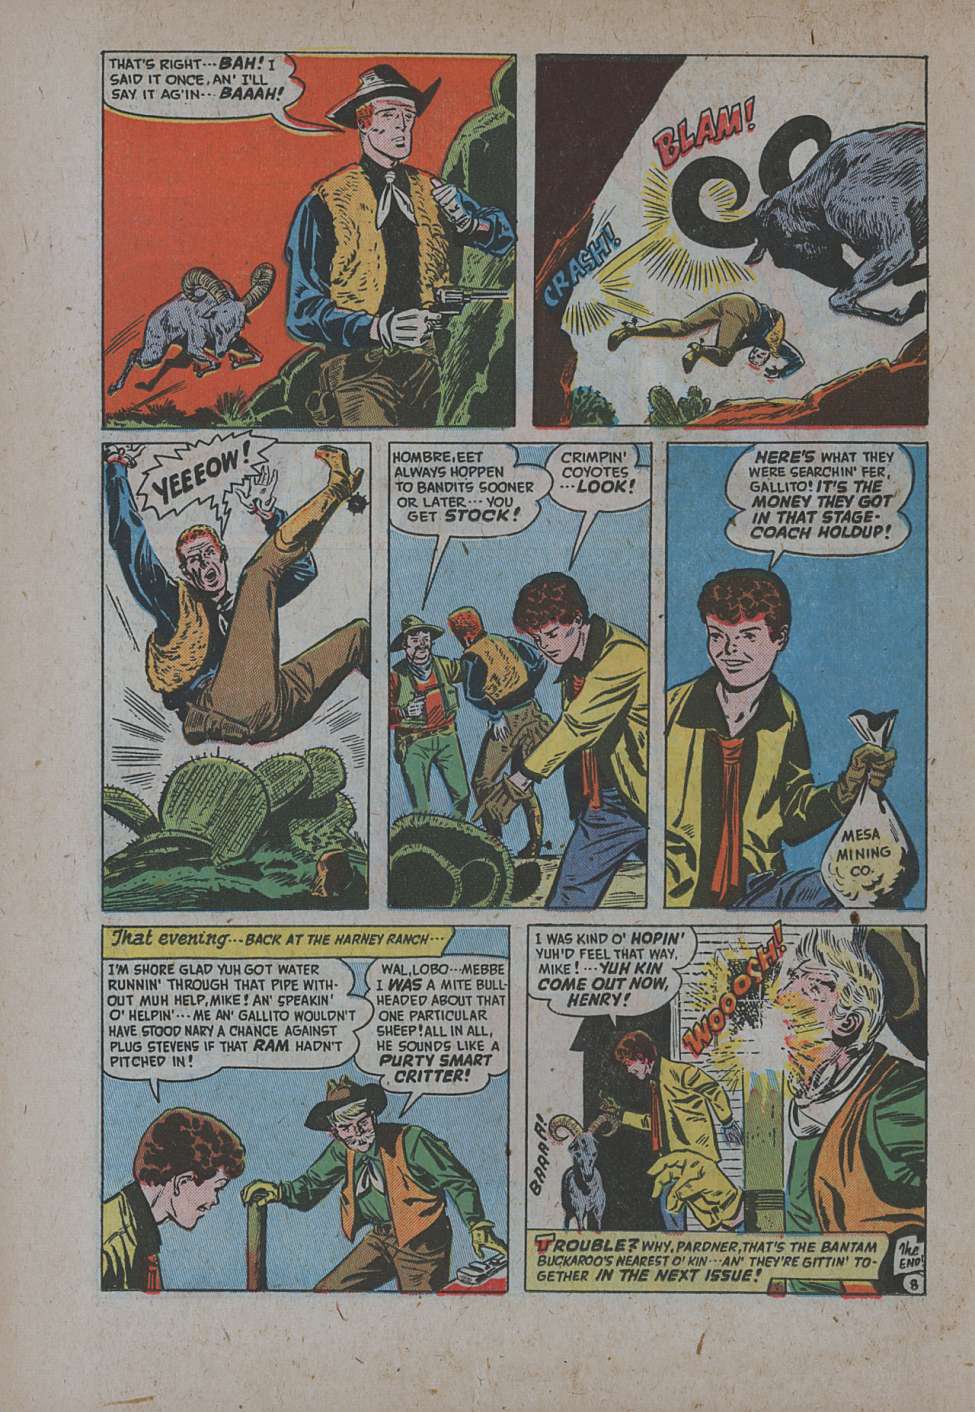 THAT'S RIGHT---BAH! I
SAID IT ONCE, AN' I'LL
SAY IT AG'IN---BAAAH!
BLAM!
CRASH!
YEEEOW!
HOMBRE, EET
ALWAYS HOPPEN
TO BANDITS SOONER
OR LATER---YOU
GET STOCK!
CRIMPIN'
COYOTES
---LOOK!
HERE'S WHAT THEY
WERE SEARCHIN' FER,
GALLITO! IT'S THE
MONEY THEY GOT
IN THAT STAGE-
COACH HOLDUP!
MESA
MINING
CO.
That evening---BACK AT THE HARNEY RANCH---
I'M SHORE GLAD YUH GOT WATER
RUNNIN' THROUGH THAT PIPE WITH-
OUT MUH HELP, MIKE! AN' SPEAKIN'
O' HELPIN'---ME AN' GALLITO WOULDN'T
HAVE STOOD NARY A CHANCE AGAINST
PLUG STEVENS IF THAT RAM HADN'T
PITCHED IN!
WAL, LOBO---MEBBE
I WAS A MITE BULL-
HEADED ABOUT THAT
ONE PARTICULAR
SHEEP! ALL IN ALL,
HE SOUNDS LIKE A
PURTY SMART
CRITTER!
I WAS KIND O' HOPIN'
YUH'D FEEL THAT WAY,
MIKE!---YUH KIN
COME OUT NOW,
HENRY!
WOOOSH!
BAAAA!
TROUBLE? WHY, PARDNER, THAT'S THE BANTAM
BUCKAROO'S NEAREST O' KIN---AN' THEY'RE GITTIN' TO-
GETHER IN THE NEXT ISSUE!
The
END!
8